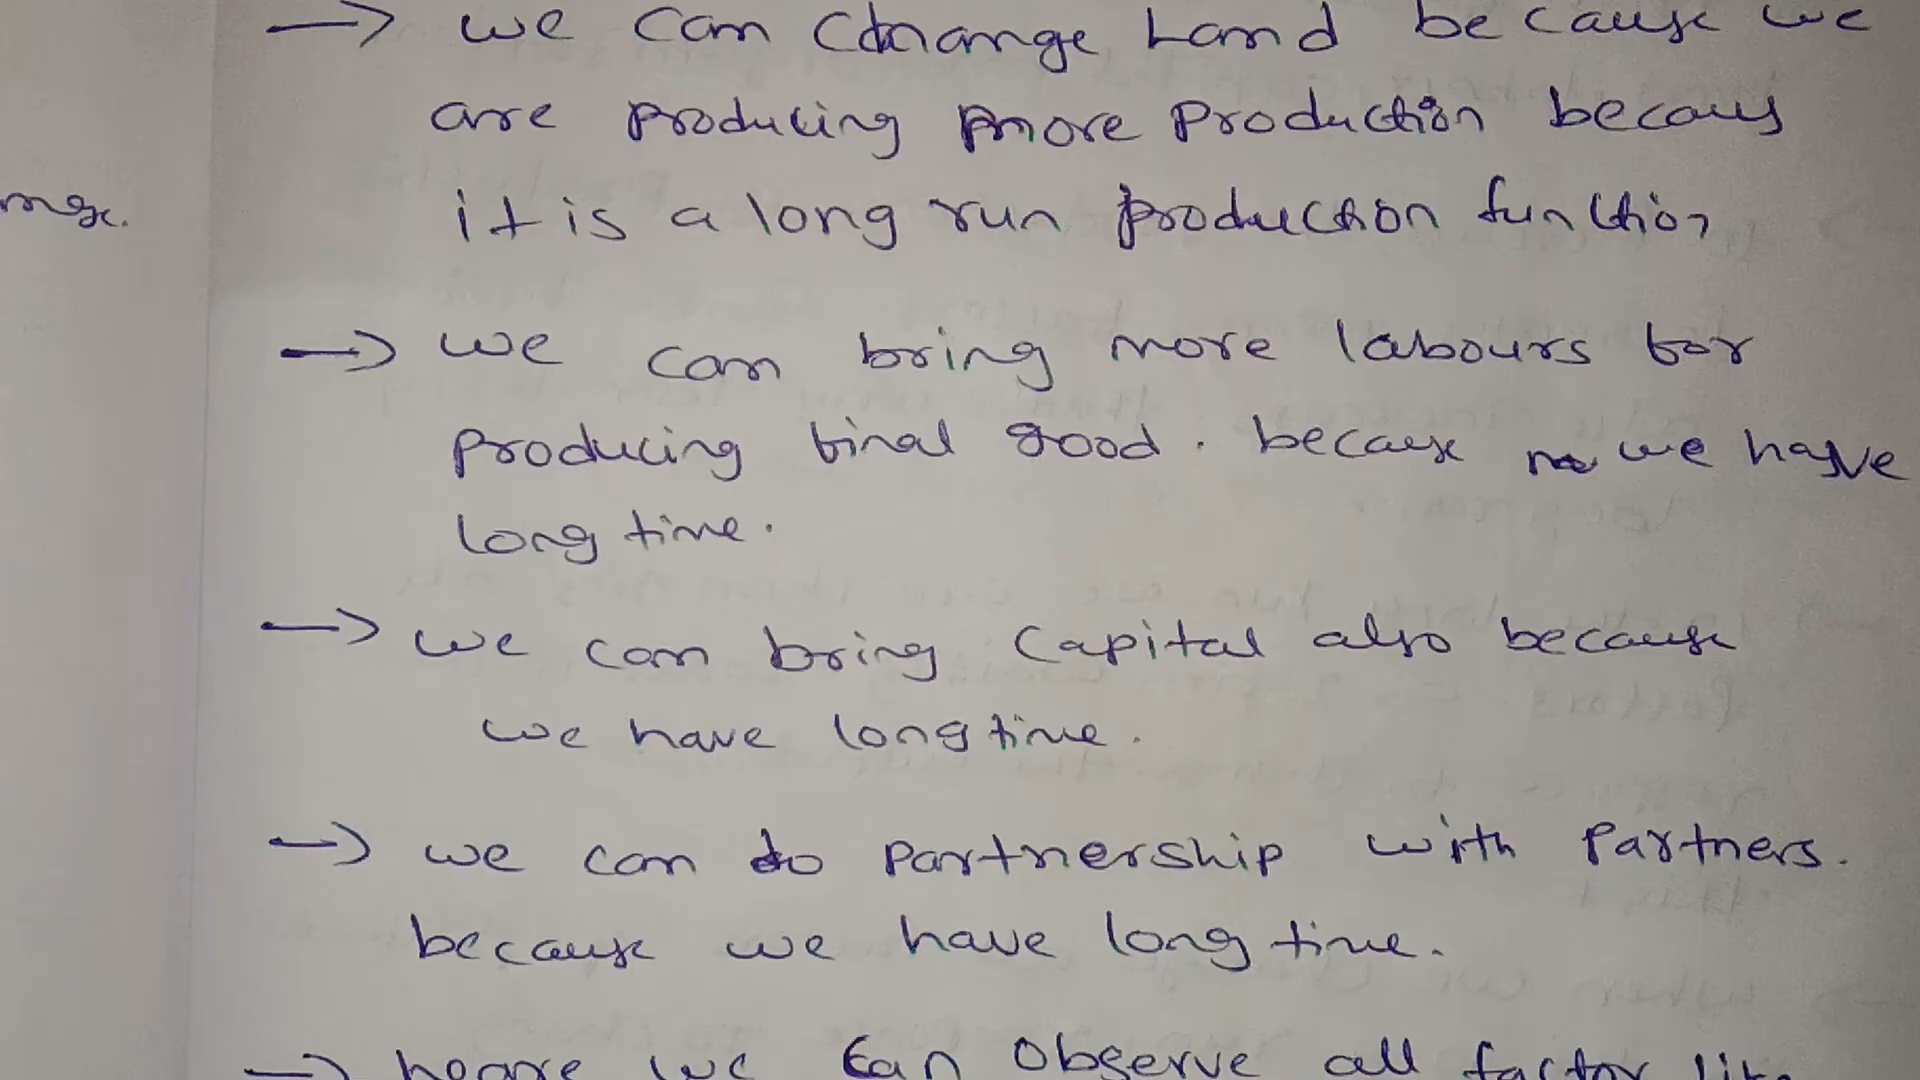 → we can change Land because we
are producing more production becaus
it is a long run production function
→ we can bring more labours for
producing final good. because we have
long time.
→ we can bring Capital also because
we have long time.
→ we can do partnership with partners.
because we have long time.
→ we can Observe all factor like